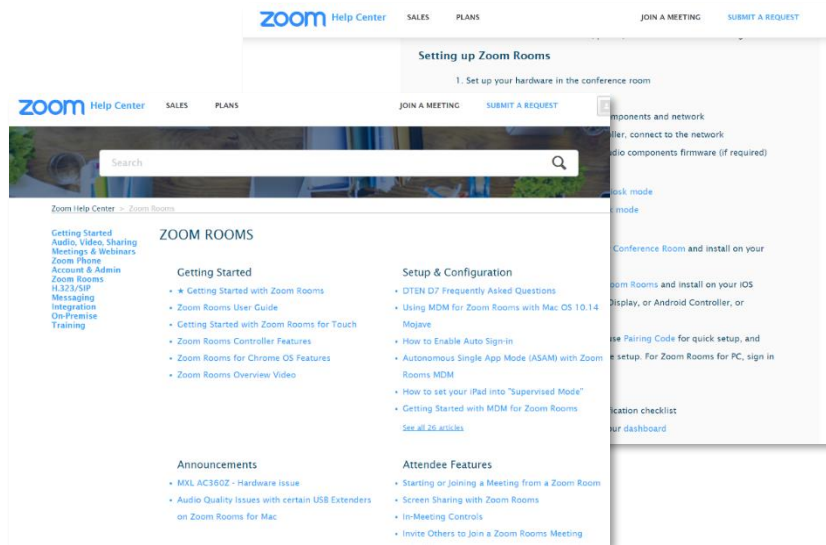 zoom Help Center SALES PLANS JOIN A MEETING SUBMIT A REQUEST
Setting up Zoom Rooms
1. Set up your hardware in the conference room
mponents and network
ller, connect to the network
dio components firmware (if required)
osk mode
mode
Conference Room and install on your
oom Rooms and install on your iOS
Display, or Android Controller, or
use Pairing Code for quick setup, and
e setup. For Zoom Rooms for PC, sign in
ication checklist
our dashboard
zoom Help Center SALES PLANS JOIN A MEETING SUBMIT A REQUEST
Search
Zoom Help Center > Zoom Rooms
Getting Started
Audio, Video, Sharing
Meetings & Webinars
Zoom Phone
Account & Admin
Zoom Rooms
H.323/SIP
Messaging
Integration
On-Premise
Training
ZOOM ROOMS
Getting Started
• ★ Getting Started with Zoom Rooms
• Zoom Rooms User Guide
• Getting Started with Zoom Rooms for Touch
• Zoom Rooms Controller Features
• Zoom Rooms for Chrome OS Features
• Zoom Rooms Overview Video
Setup & Configuration
• DTEN D7 Frequently Asked Questions
• Using MDM for Zoom Rooms with Mac OS 10.14
Mojave
• How to Enable Auto Sign-in
• Autonomous Single App Mode (ASAM) with Zoom
Rooms MDM
• How to set your iPad into "Supervised Mode"
• Getting Started with MDM for Zoom Rooms
See all 26 articles
Announcements
• MXL AC360Z - Hardware issue
• Audio Quality Issues with certain USB Extenders
on Zoom Rooms for Mac
Attendee Features
• Starting or Joining a Meeting from a Zoom Room
• Screen Sharing with Zoom Rooms
• In-Meeting Controls
• Invite Others to Join a Zoom Rooms Meeting